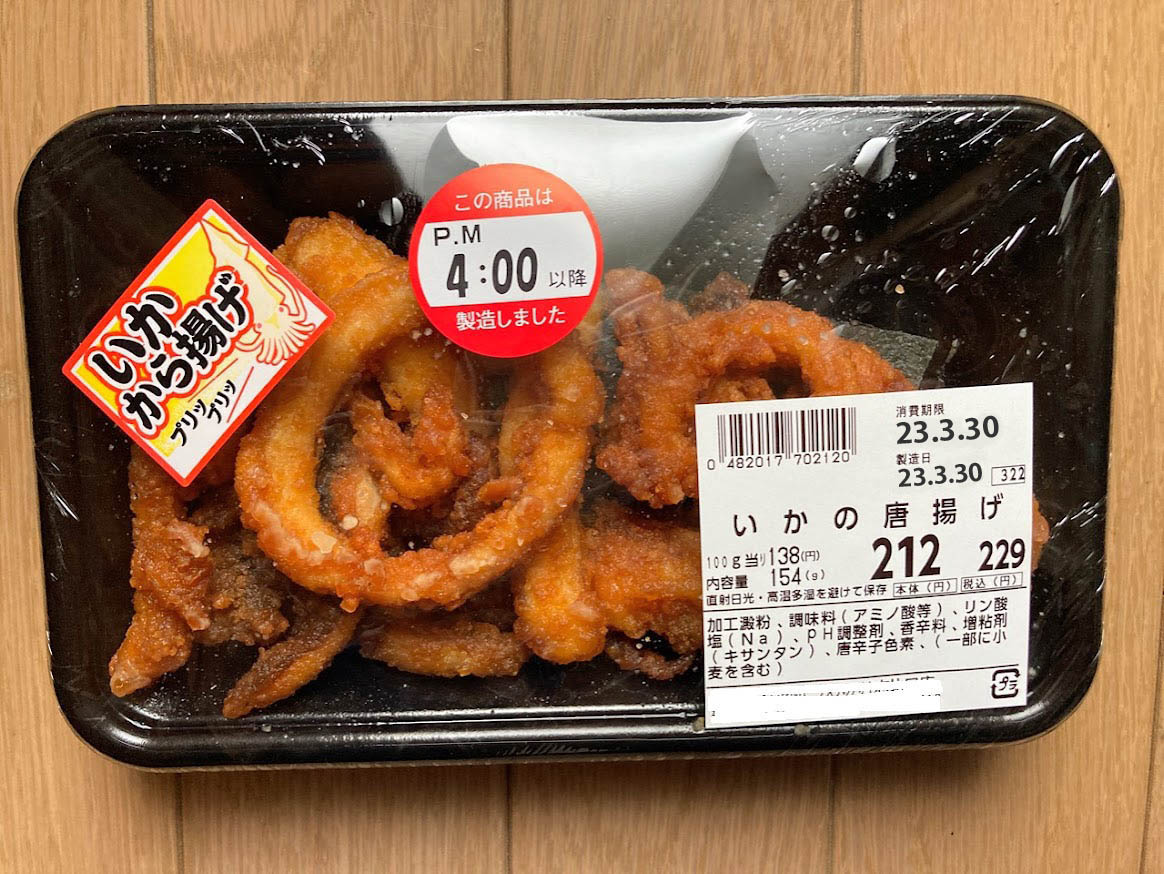 いか
から揚げ
プリッ
プリッ
この商品は
P.M
4:00 以降
製造しました
消費期限
23.3.30
製造日
23.3.30 322
0 482017 702120
いかの唐揚げ
100g当り138(円)
内容量 154(g)
212 229
直射日光・高温多湿を避けて保存 本体(円) 税込(円)
加工澱粉、調味料(アミノ酸等)、リン酸
塩(Na)、pH調整剤、香辛料、増粘剤
(キサンタン)、唐辛子色素、(一部に小
麦を含む)
プラ